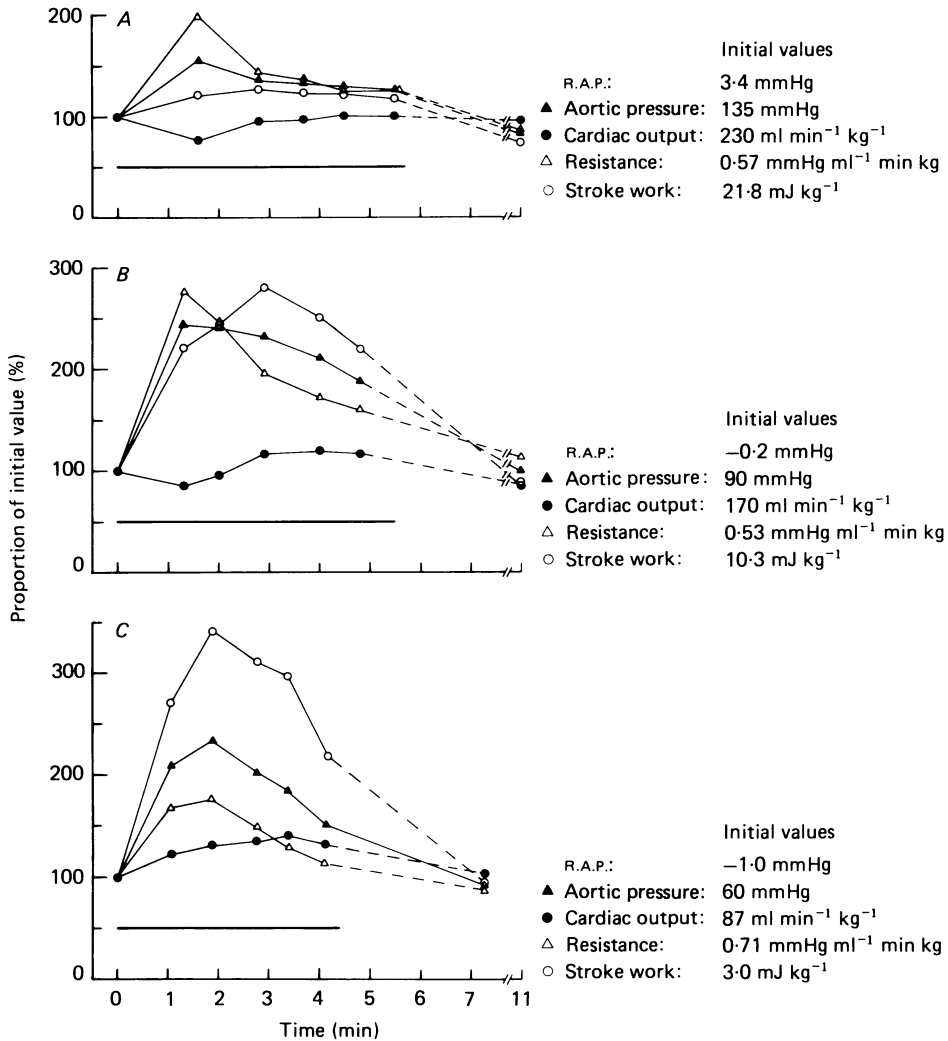 A
200
100
0
Initial values
R.A.P.: 3·4 mmHg
▲ Aortic pressure: 135 mmHg
● Cardiac output: 230 ml min⁻¹ kg⁻¹
△ Resistance: 0·57 mmHg ml⁻¹ min kg
○ Stroke work: 21·8 mJ kg⁻¹
B
300
200
100
0
Initial values
R.A.P.: −0·2 mmHg
▲ Aortic pressure: 90 mmHg
● Cardiac output: 170 ml min⁻¹ kg⁻¹
△ Resistance: 0·53 mmHg ml⁻¹ min kg
○ Stroke work: 10·3 mJ kg⁻¹
Proportion of initial value (%)
C
300
200
100
0
Initial values
R.A.P.: −1·0 mmHg
▲ Aortic pressure: 60 mmHg
● Cardiac output: 87 ml min⁻¹ kg⁻¹
△ Resistance: 0·71 mmHg ml⁻¹ min kg
○ Stroke work: 3·0 mJ kg⁻¹
0 1 2 3 4 5 6 7 11
Time (min)